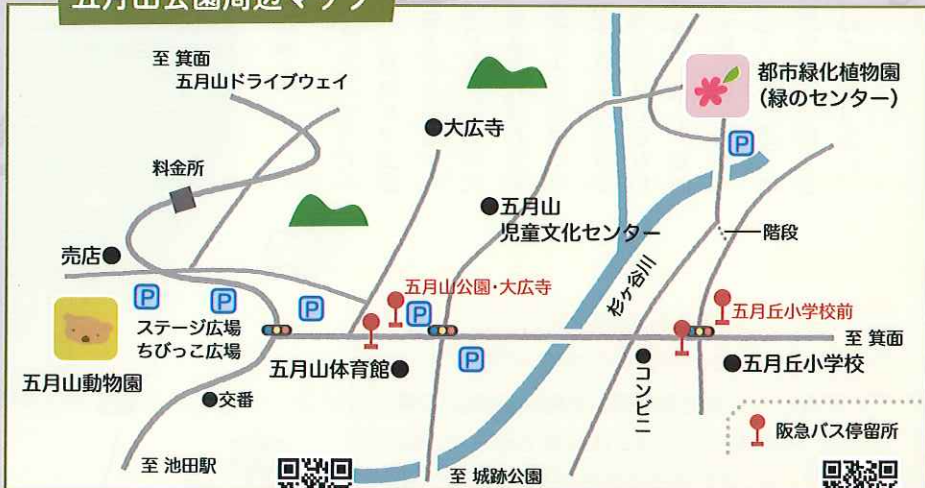 五月山公園周辺マップ
至 箕面
五月山ドライブウェイ
都市緑化植物園
(緑のセンター)
大広寺
料金所
P
五月山
児童文化センター
階段
売店
杉ヶ谷川
五月山公園・大広寺
P
P
P
P
五月丘小学校前
ステージ広場
ちびっこ広場
至 箕面
五月山動物園
五月山体育館
P
コンビニ
五月丘小学校
交番
阪急バス停留所
至 池田駅
至 城跡公園